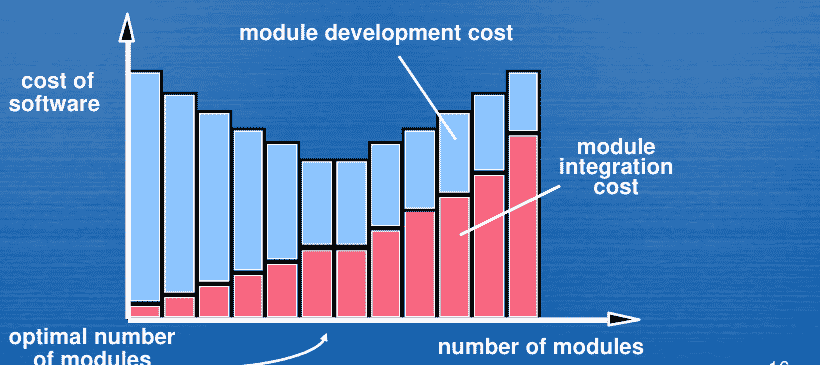 module development cost
cost of
software
module
integration
cost
optimal number
of modules
number of modules